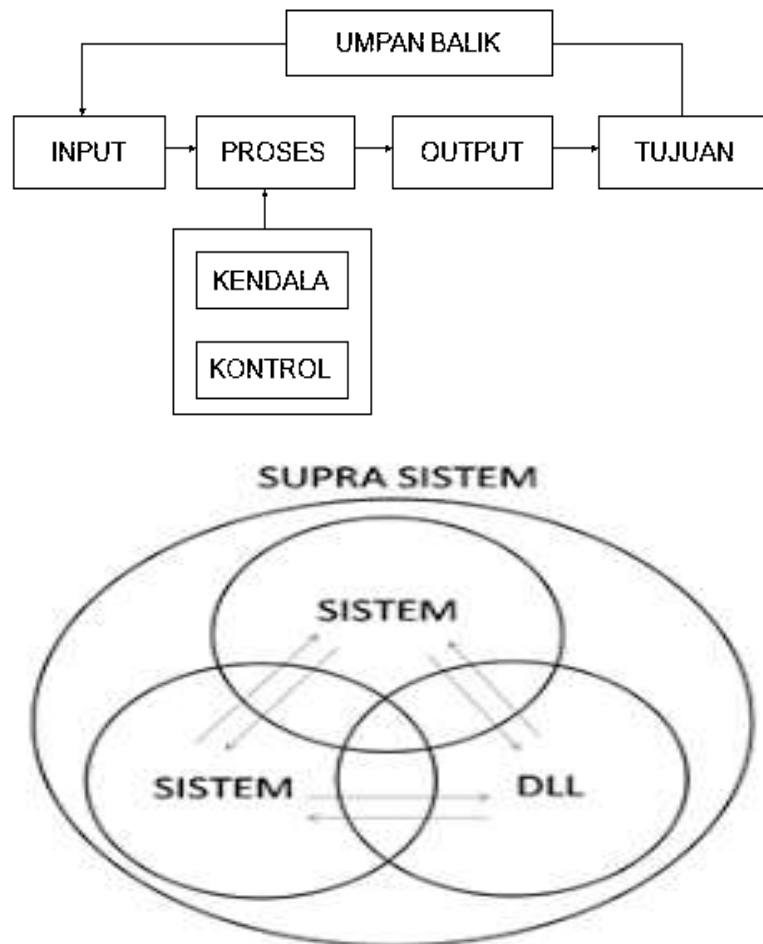 UMPAN BALIK
INPUT
PROSES
OUTPUT
TUJUAN
KENDALA
KONTROL
SUPRA SISTEM
SISTEM
SISTEM
DLL